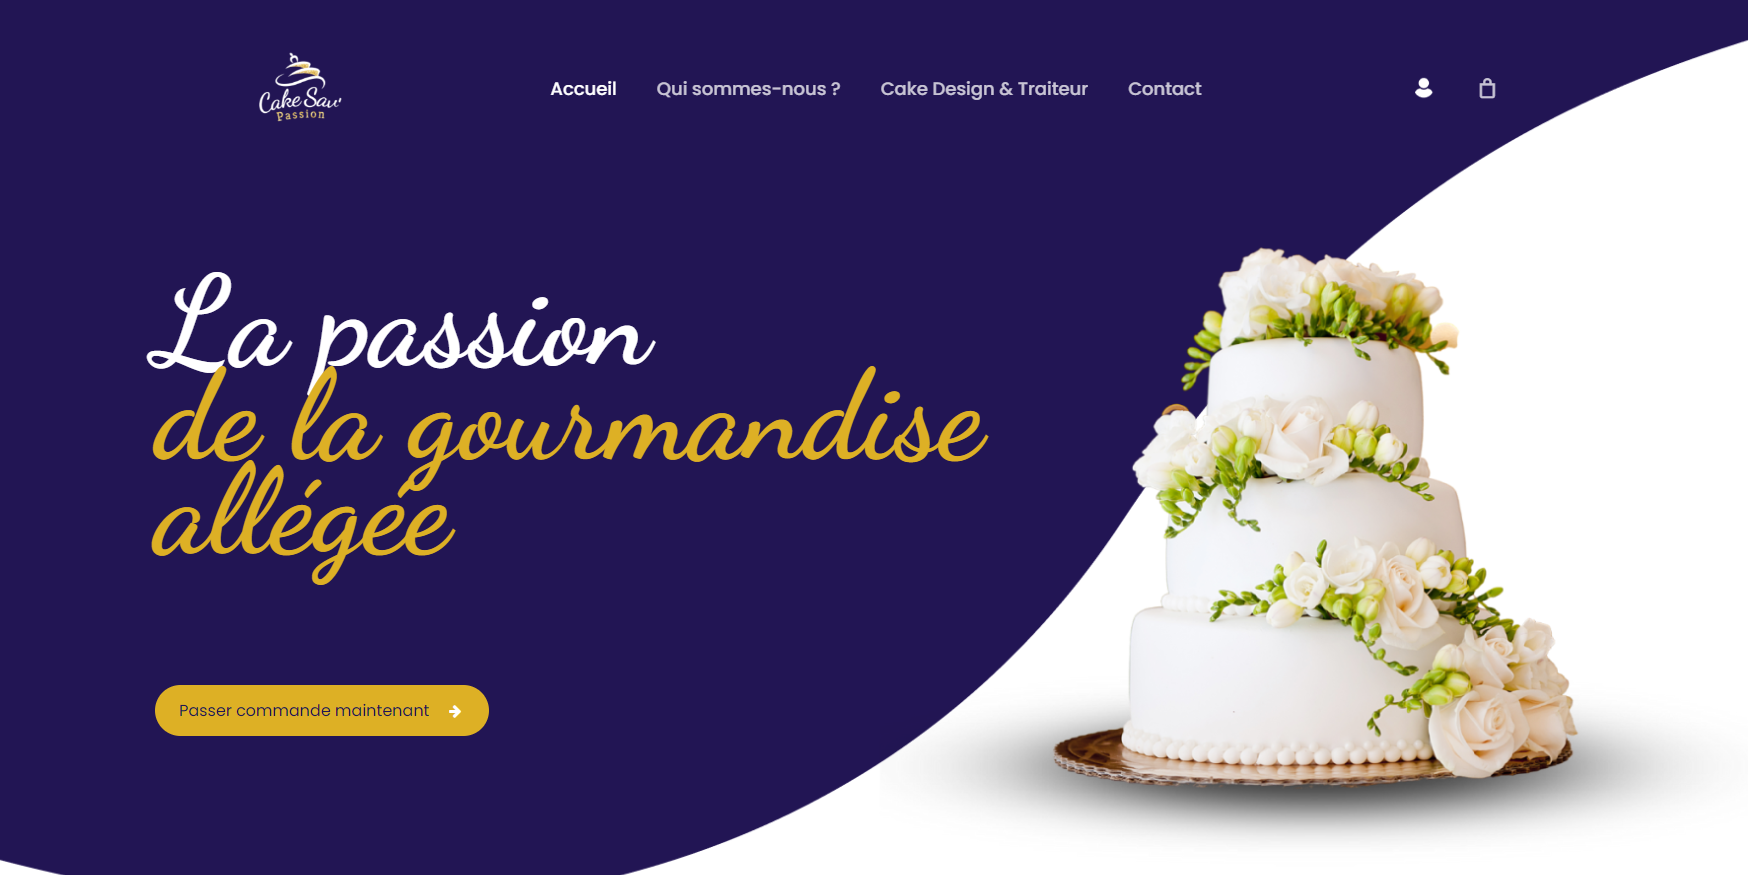 Cake Saw
Passion
Accueil
Qui sommes-nous ?
Cake Design & Traiteur
Contact
La passion
de la gourmandise
allégée
Passer commande maintenant